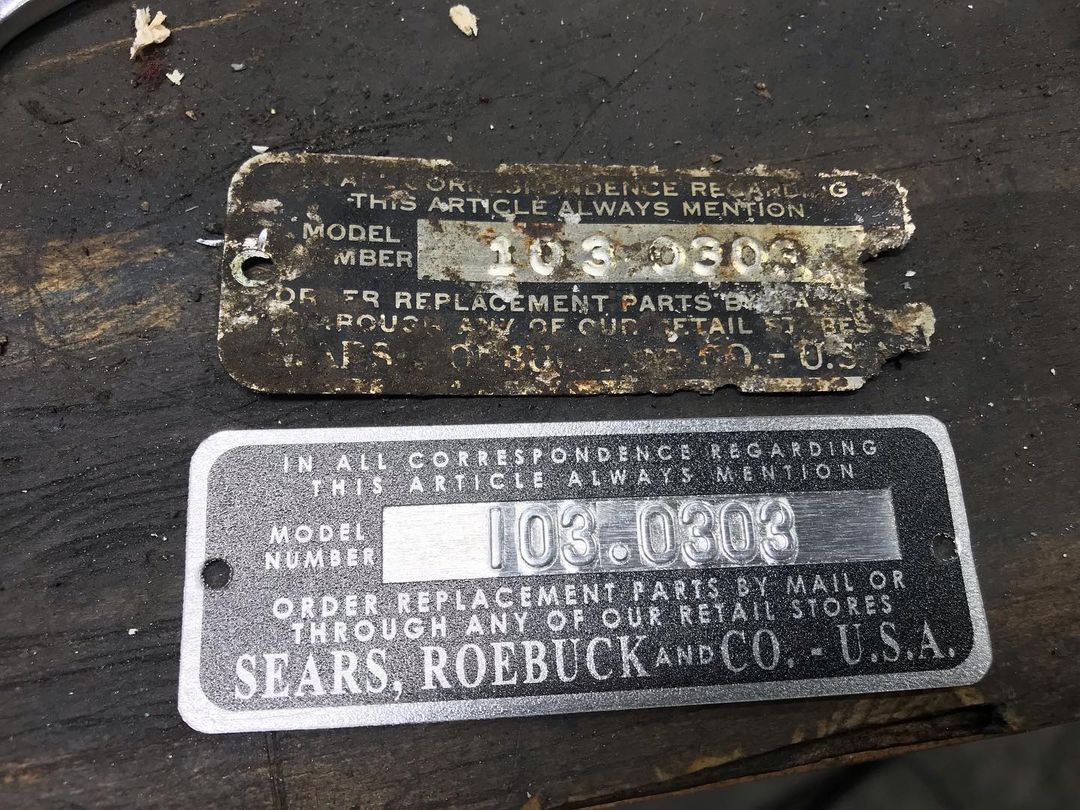 CORRESPONDENCE REGARDING
THIS ARTICLE ALWAYS MENTION
MODEL
MBER
103 0303
REPLACEMENT PARTS
ANY OF
CO. - U.S
IN ALL CORRESPONDENCE REGARDING
THIS ARTICLE ALWAYS MENTION
MODEL
NUMBER
103.0303
ORDER REPLACEMENT PARTS BY MAIL OR
THROUGH ANY OF OUR RETAIL STORES
SEARS, ROEBUCK AND CO. - U.S.A.